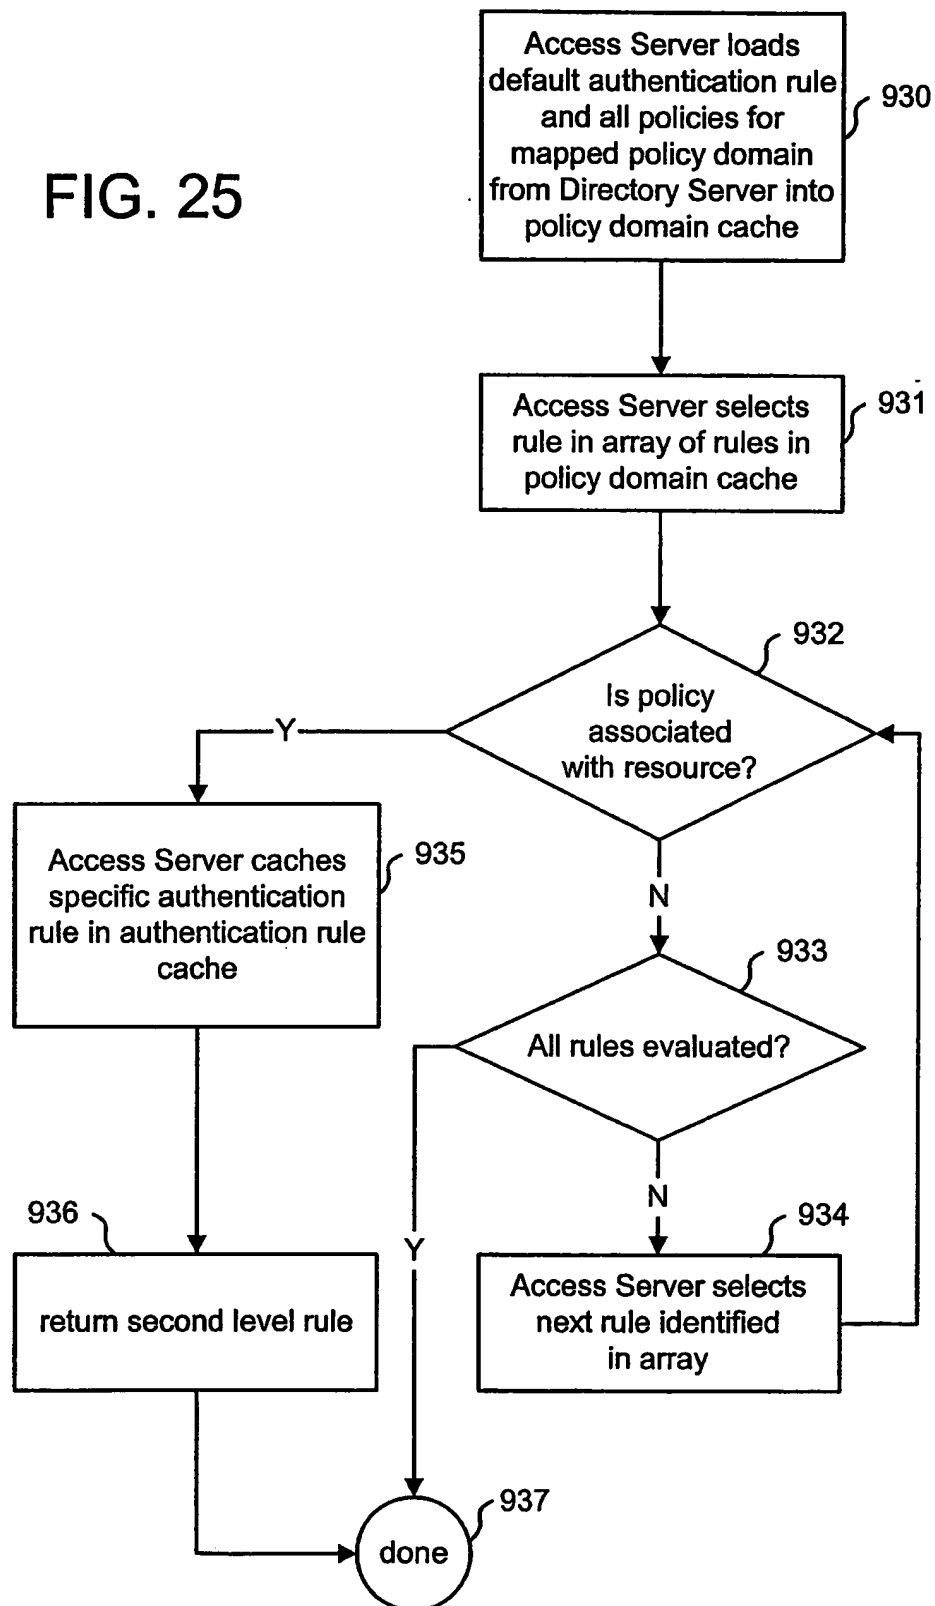 FIG. 25
Access Server loads
default authentication rule
and all policies for
mapped policy domain
from Directory Server into
policy domain cache
930
Access Server selects
rule in array of rules in
policy domain cache
931
932
Is policy
associated
with resource?
Y
N
Access Server caches
specific authentication
rule in authentication rule
cache
935
933
All rules evaluated?
Y
N
936
return second level rule
934
Access Server selects
next rule identified
in array
937
done